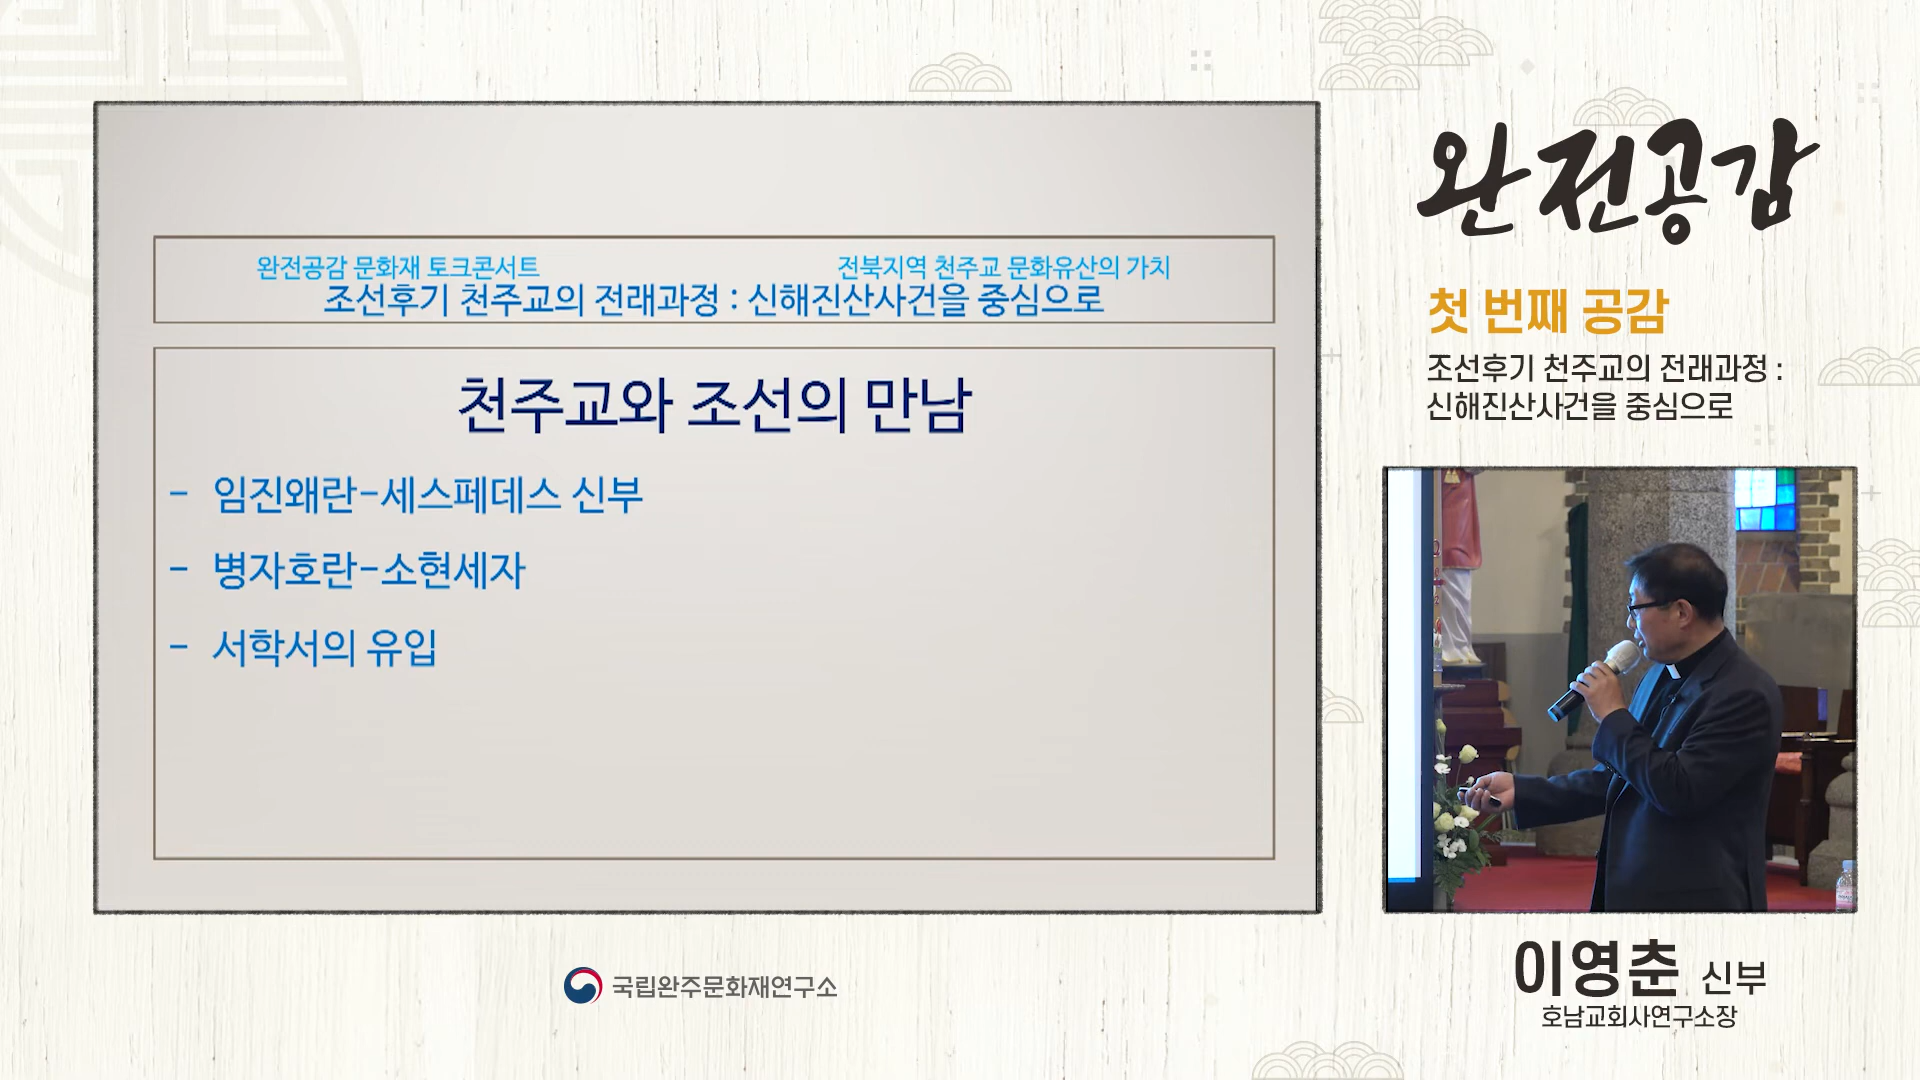 완전공감 문화재 토크콘서트 전북지역 천주교 문화유산의 가치
조선후기 천주교의 전래과정 : 신해진산사건을 중심으로
천주교와 조선의 만남
- 임진왜란-세스페데스 신부
- 병자호란-소현세자
- 서학서의 유입
완전공감
첫 번째 공감
조선후기 천주교의 전래과정 :
신해진산사건을 중심으로
이영춘 신부
호남교회사연구소장
국립완주문화재연구소